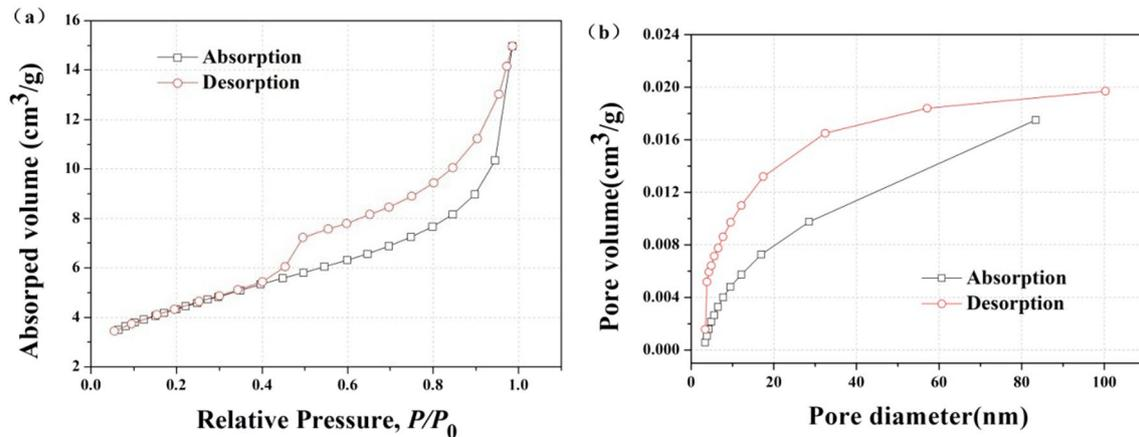 （a）
16
14
12
10
8
6
4
2
Absorption
Desorption
Absorped volume (cm³/g)
0.0 0.2 0.4 0.6 0.8 1.0
Relative Pressure, P/P₀
（b）
0.024
0.020
0.016
0.012
0.008
0.004
0.000
Absorption
Desorption
Pore volume(cm³/g)
0 20 40 60 80 100
Pore diameter(nm)